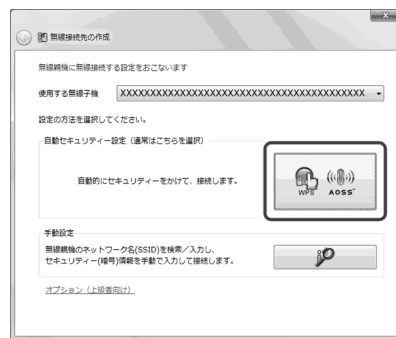 無線接続先の作成
無線親機に無線接続する設定をおこないます
使用する無線子機 XXXXXXXXXXXXXXXXXXXXXXXXXXXXXXXXXXXXXXX
設定の方法を選択してください。
自動セキュリティー設定（通常はこちらを選択）
自動的にセキュリティーをかけて、接続します。
WPS AOSS™
手動設定
無線親機のネットワーク名(SSID)を検索／入力し、
セキュリティー(暗号)情報を手動で入力して接続します。
オプション（上級者向け）